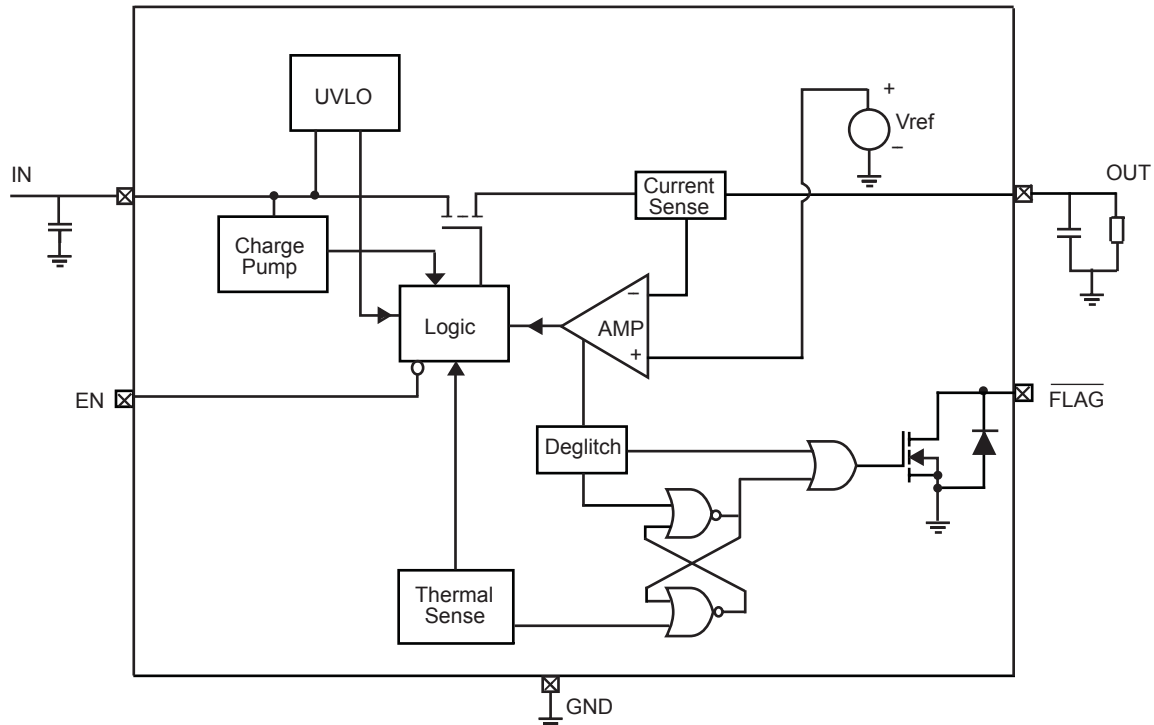 UVLO
+
Vref
–
IN
OUT
Current
Sense
Charge
Pump
–
Logic
AMP
+
EN
FLAG
Deglitch
Thermal
Sense
GND